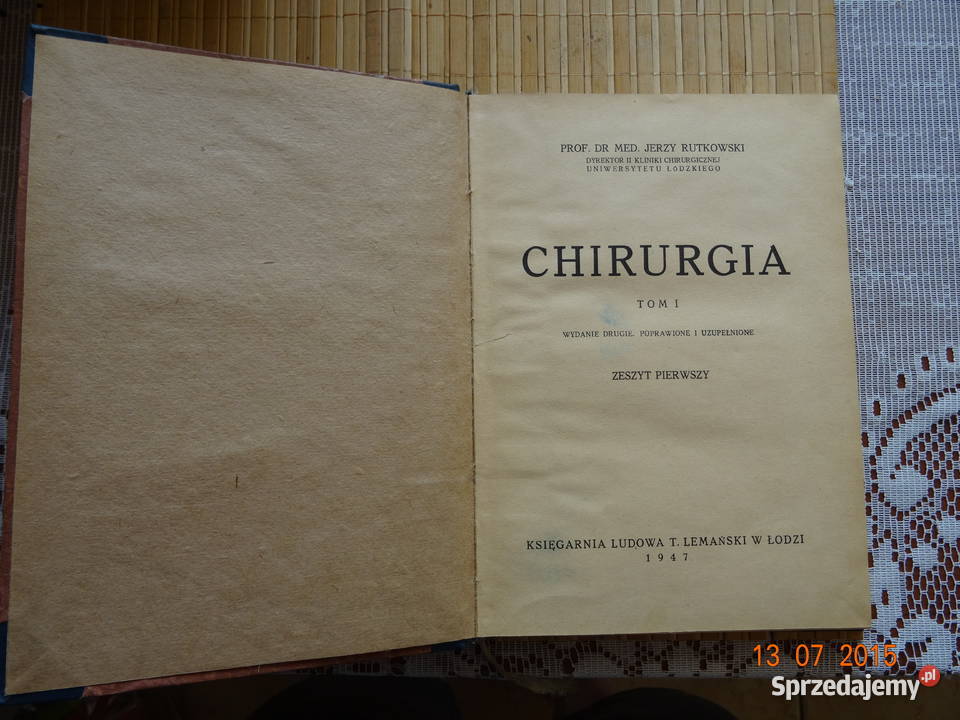 PROF. DR MED. JERZY RUTKOWSKI
DYREKTOR II KLINIKI CHIRURGICZNEJ
UNIWERSYTETU ŁÓDZKIEGO
CHIRURGIA
TOM I
WYDANIE DRUGIE. POPRAWIONE I UZUPEŁNIONE
ZESZYT PIERWSZY
KSIĘGARNIA LUDOWA T. LEMAŃSKI W ŁODZI
1947
13 07 2015
Sprzedajemy.pl